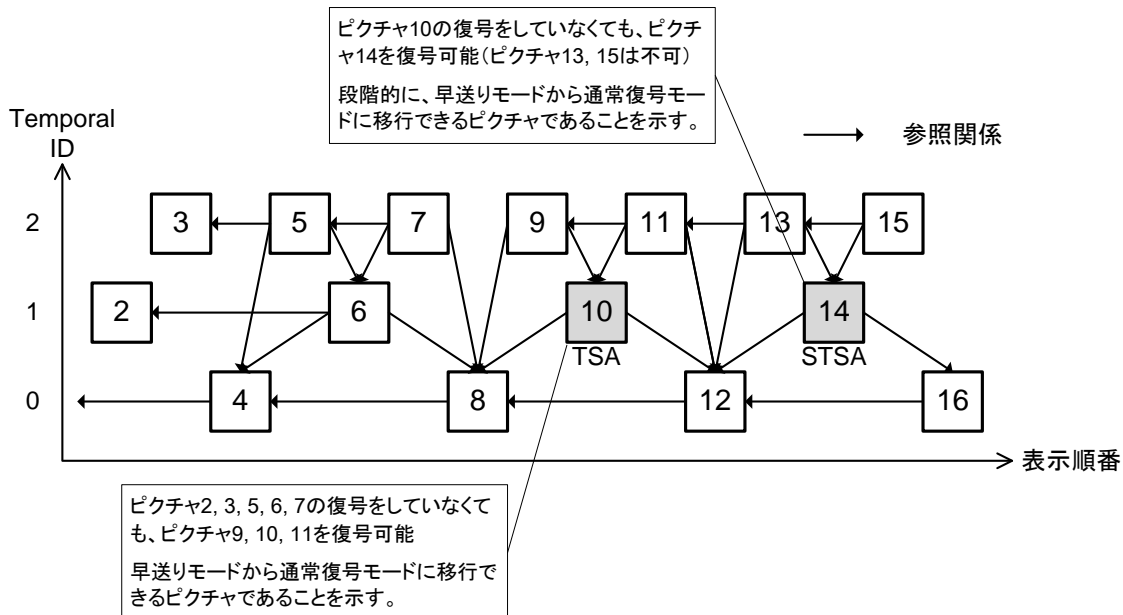 ピクチャ10の復号をしていなくても、ピクチ
ャ14を復号可能(ピクチャ13, 15は不可)
段階的に、早送りモードから通常復号モー
ドに移行できるピクチャであることを示す。
Temporal
ID
参照関係
2
3
5
7
9
11
13
15
1
2
6
10
14
TSA
STSA
0
4
8
12
16
表示順番
ピクチャ2, 3, 5, 6, 7の復号をしていなくて
も、ピクチャ9, 10, 11を復号可能
早送りモードから通常復号モードに移行で
きるピクチャであることを示す。